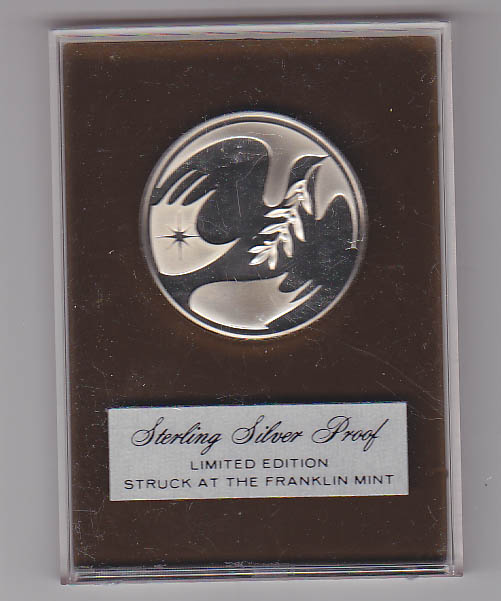 Sterling Silver Proof
LIMITED EDITION
STRUCK AT THE FRANKLIN MINT